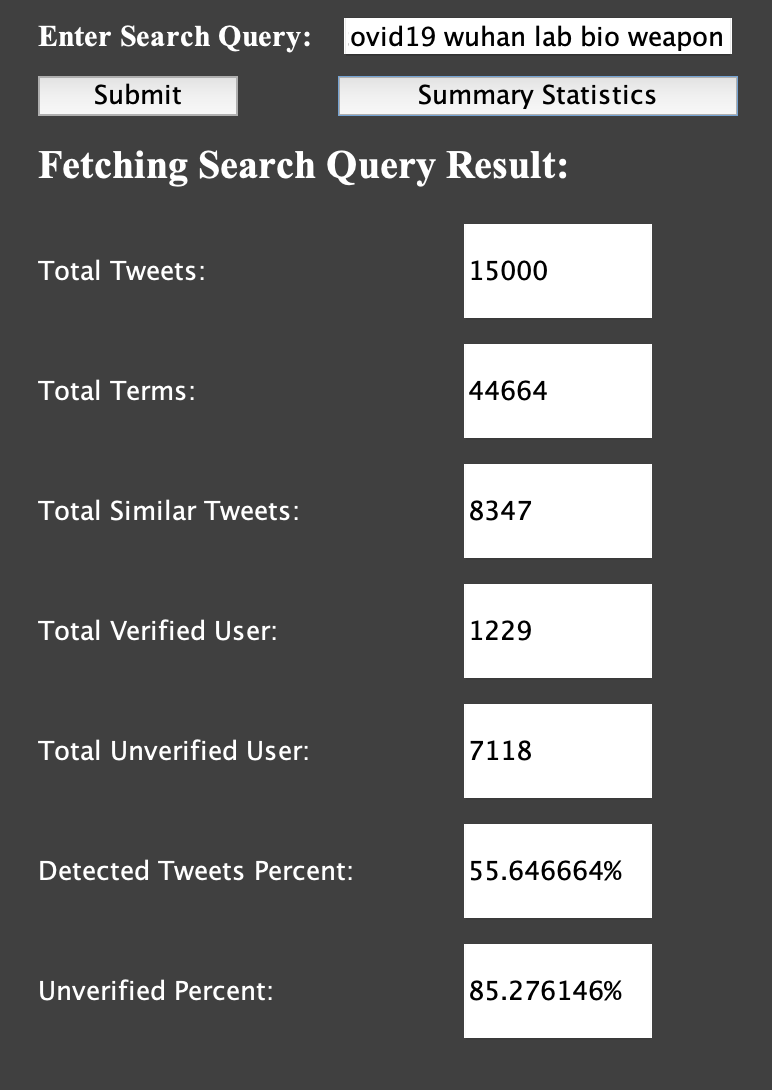 Enter Search Query: ovid19 wuhan lab bio weapon
Submit Summary Statistics
Fetching Search Query Result:
Total Tweets: 15000
Total Terms: 44664
Total Similar Tweets: 8347
Total Verified User: 1229
Total Unverified User: 7118
Detected Tweets Percent: 55.646664%
Unverified Percent: 85.276146%